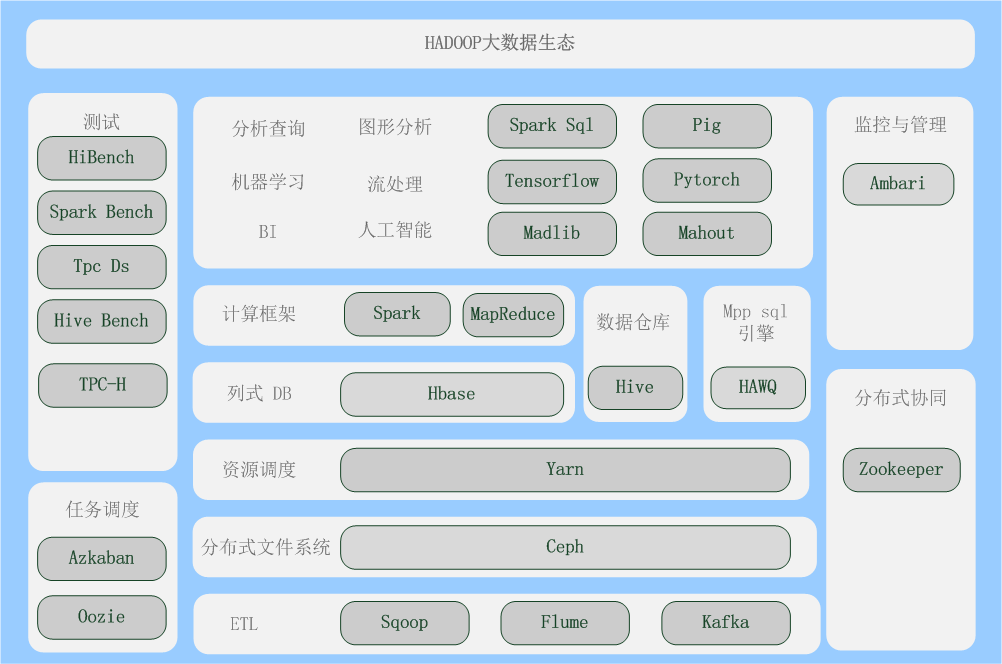 HADOOP大数据生态
测试
HiBench
Spark Bench
Tpc Ds
Hive Bench
TPC-H
任务调度
Azkaban
Oozie
分析查询 图形分析 Spark Sql Pig
机器学习 流处理 Tensorflow Pytorch
BI 人工智能 Madlib Mahout
计算框架 Spark MapReduce
列式 DB Hbase
数据仓库
Hive
Mpp sql
引擎
HAWQ
资源调度 Yarn
分布式文件系统 Ceph
ETL Sqoop Flume Kafka
监控与管理
Ambari
分布式协同
Zookeeper